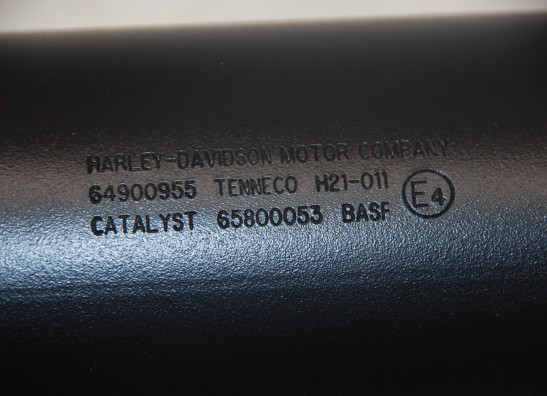 HARLEY-DAVIDSON MOTOR COMPANY
64900955 TENNECO H21-011
CATALYST 65800053 BASF
E4